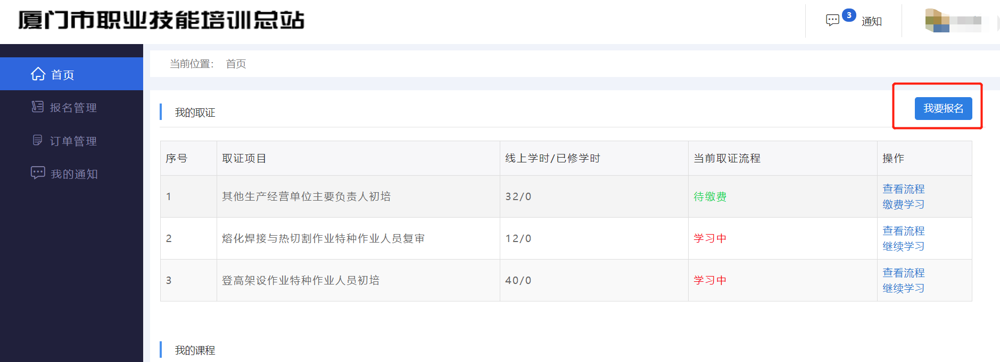 厦门市职业技能培训总站
3
通知
首页
报名管理
订单管理
我的通知
当前位置： 首页
我的取证
我要报名
序号 取证项目 线上学时/已修学时 当前取证流程 操作
1 其他生产经营单位主要负责人初培 32/0 待缴费 查看流程
缴费学习
2 熔化焊接与热切割作业特种作业人员复审 12/0 学习中 查看流程
继续学习
3 登高架设作业特种作业人员初培 40/0 学习中 查看流程
继续学习
我的课程